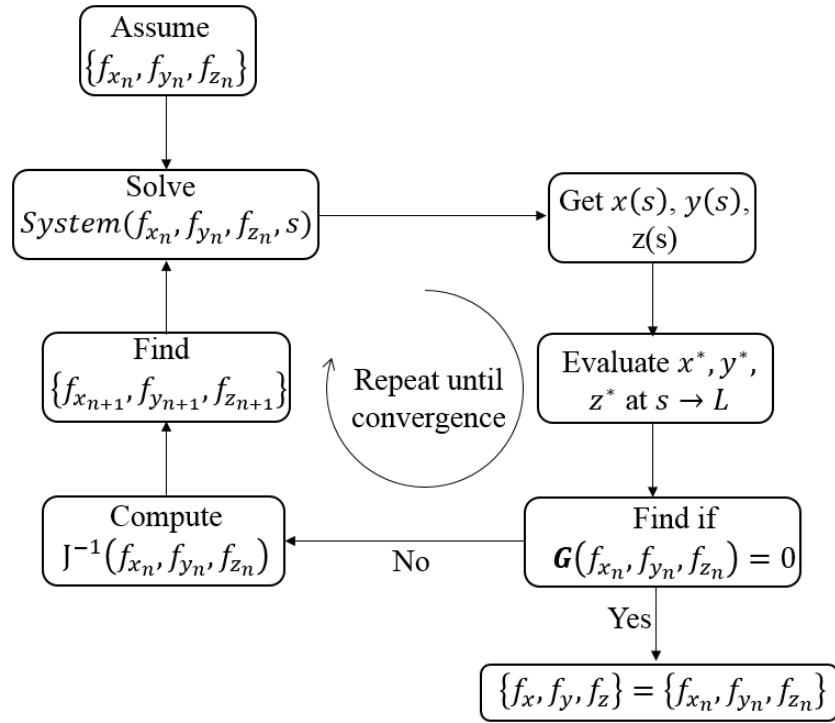 Assume
{f_{x_n}, f_{y_n}, f_{z_n}}
Solve
System(f_{x_n}, f_{y_n}, f_{z_n}, s)
Get x(s), y(s),
z(s)
Evaluate x*, y*,
z* at s → L
Find if
G(f_{x_n}, f_{y_n}, f_{z_n}) = 0
No
Yes
{f_x, f_y, f_z} = {f_{x_n}, f_{y_n}, f_{z_n}}
Compute
J^{-1}(f_{x_n}, f_{y_n}, f_{z_n})
Find
{f_{x_{n+1}}, f_{y_{n+1}}, f_{z_{n+1}}}
Repeat until
convergence